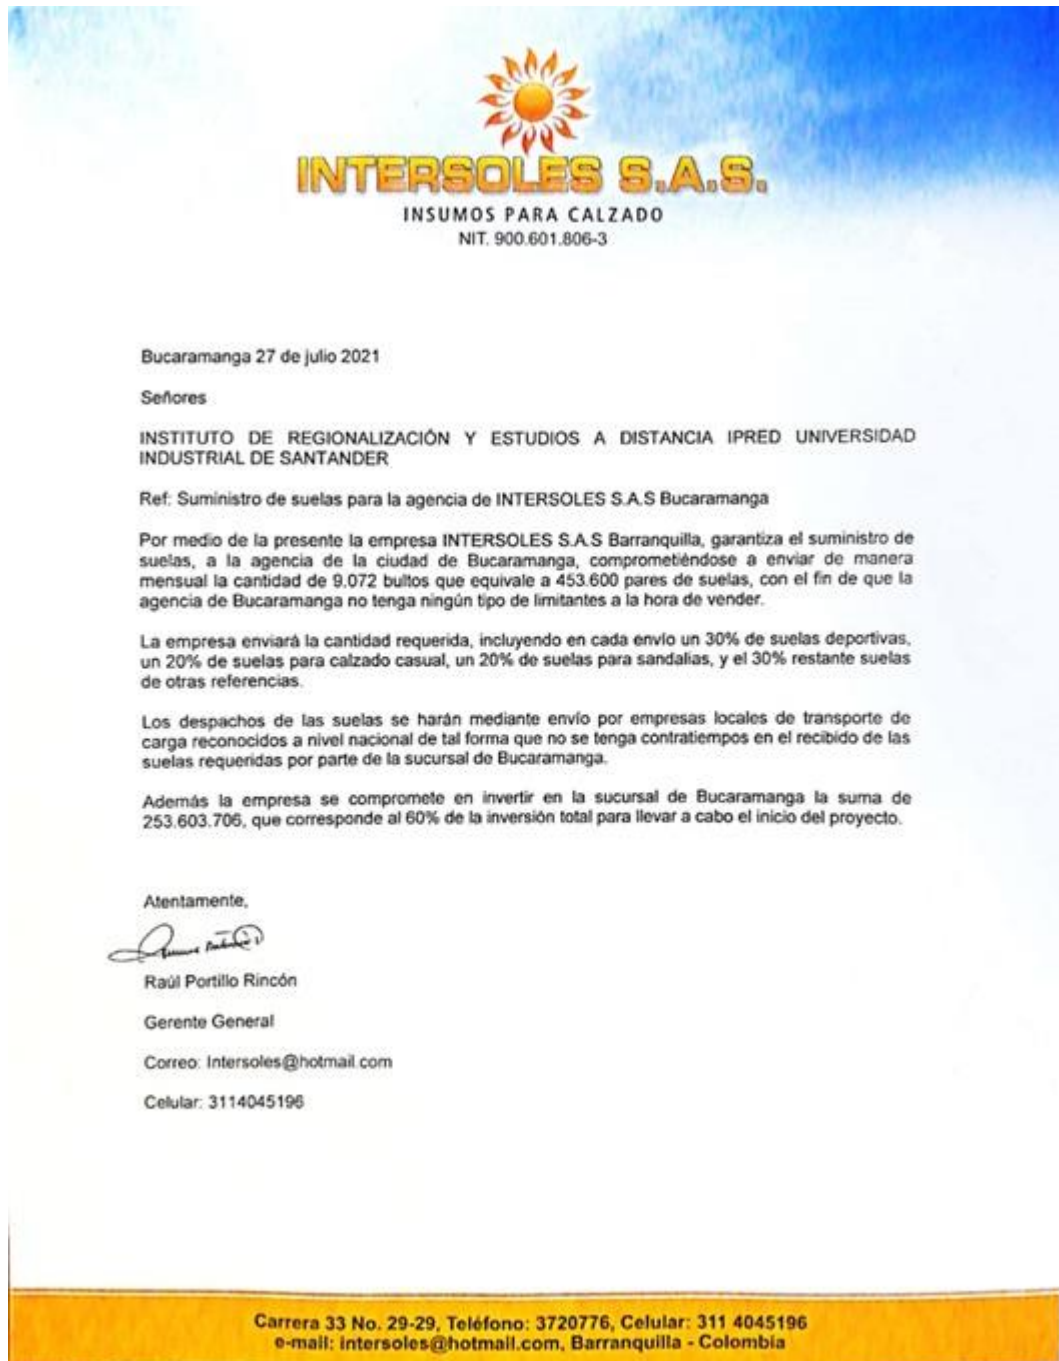 INTERSOLES S.A.S.
INSUMOS PARA CALZADO
NIT. 900.601.806-3
Bucaramanga 27 de julio 2021
Señores
INSTITUTO DE REGIONALIZACIÓN Y ESTUDIOS A DISTANCIA IPRED UNIVERSIDAD
INDUSTRIAL DE SANTANDER
Ref: Suministro de suelas para la agencia de INTERSOLES S.A.S Bucaramanga
Por medio de la presente la empresa INTERSOLES S.A.S Barranquilla, garantiza el suministro de
suelas, a la agencia de la ciudad de Bucaramanga, comprometiéndose a enviar de manera
mensual la cantidad de 9.072 bultos que equivale a 453.600 pares de suelas, con el fin de que la
agencia de Bucaramanga no tenga ningún tipo de limitantes a la hora de vender.
La empresa enviará la cantidad requerida, incluyendo en cada envío un 30% de suelas deportivas,
un 20% de suelas para calzado casual, un 20% de suelas para sandalias, y el 30% restante suelas
de otras referencias.
Los despachos de las suelas se harán mediante envío por empresas locales de transporte de
carga reconocidos a nivel nacional de tal forma que no se tenga contratiempos en el recibido de las
suelas requeridas por parte de la sucursal de Bucaramanga.
Además la empresa se compromete en invertir en la sucursal de Bucaramanga la suma de
253.603.706, que corresponde al 60% de la inversión total para llevar a cabo el inicio del proyecto.
Atentamente,
Raúl Portillo Rincón
Gerente General
Correo: Intersoles@hotmail.com
Celular: 3114045196
Carrera 33 No. 29-29, Teléfono: 3720776, Celular: 311 4045196
e-mail: intersoles@hotmail.com, Barranquilla - Colombia